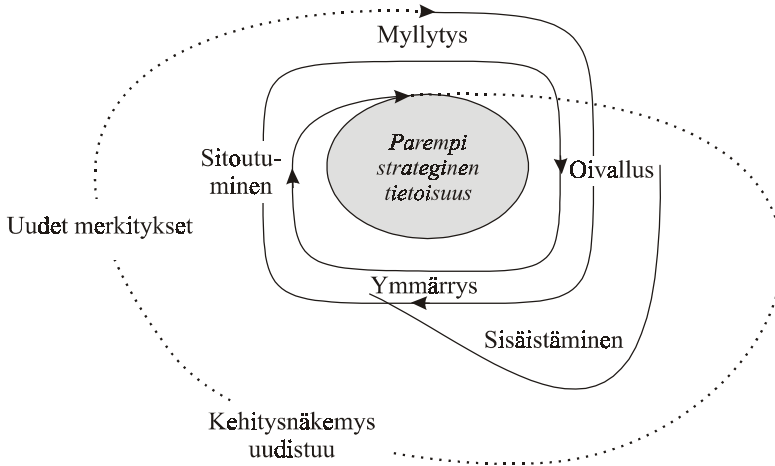 Myllytys
Parempi
strateginen
tietoisuus
Sitoutu-
minen
Oivallus
Uudet merkitykset
Ymmärrys
Sisäistäminen
Kehitysnäkemys
uudistuu